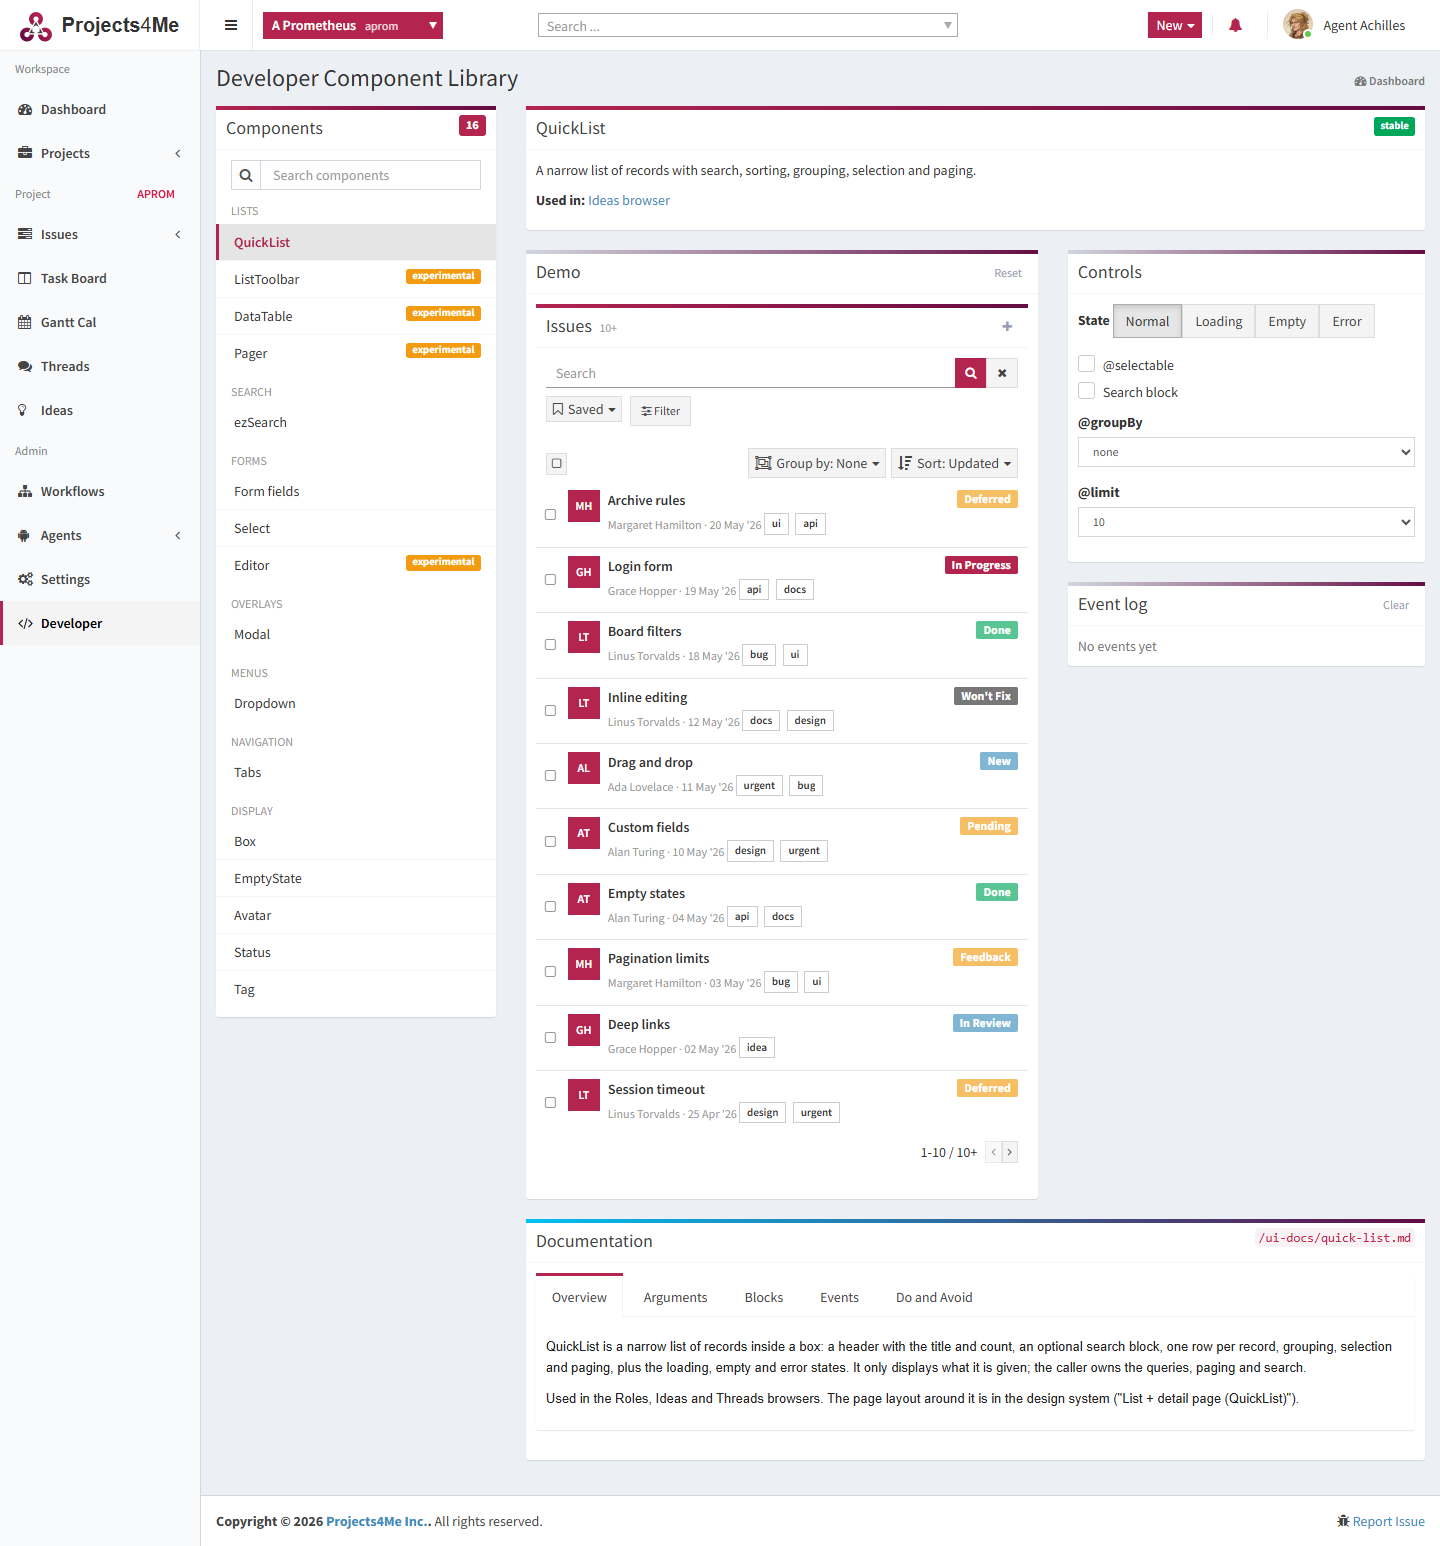 Projects4Me
A Prometheus aprom
Search ...
New
Agent Achilles
Workspace
Dashboard
Projects
Project APROM
Issues
Task Board
Gantt Cal
Threads
Ideas
Admin
Workflows
Agents
Settings
Developer
Developer Component Library
Dashboard
Components 16
Search components
LISTS
QuickList
ListToolbar experimental
DataTable experimental
Pager experimental
SEARCH
ezSearch
FORMS
Form fields
Select
Editor experimental
OVERLAYS
Modal
MENUS
Dropdown
NAVIGATION
Tabs
DISPLAY
Box
EmptyState
Avatar
Status
Tag
QuickList stable
A narrow list of records with search, sorting, grouping, selection and paging.
Used in: Ideas browser
Demo Reset
Issues 10+
Search
Saved Filter
Group by: None Sort: Updated
MH Archive rules Deferred
Margaret Hamilton · 20 May '26 ui api
GH Login form In Progress
Grace Hopper · 19 May '26 api docs
LT Board filters Done
Linus Torvalds · 18 May '26 bug ui
LT Inline editing Won't Fix
Linus Torvalds · 12 May '26 docs design
AL Drag and drop New
Ada Lovelace · 11 May '26 urgent bug
AT Custom fields Pending
Alan Turing · 10 May '26 design urgent
AT Empty states Done
Alan Turing · 04 May '26 api docs
MH Pagination limits Feedback
Margaret Hamilton · 03 May '26 bug ui
GH Deep links In Review
Grace Hopper · 02 May '26 idea
LT Session timeout Deferred
Linus Torvalds · 25 Apr '26 design urgent
1-10 / 10+
Controls
State Normal Loading Empty Error
@selectable
Search block
@groupBy
none
@limit
10
Event log Clear
No events yet
Documentation /ui-docs/quick-list.md
Overview Arguments Blocks Events Do and Avoid
QuickList is a narrow list of records inside a box: a header with the title and count, an optional search block, one row per record, grouping, selection
and paging, plus the loading, empty and error states. It only displays what it is given; the caller owns the queries, paging and search.
Used in the Roles, Ideas and Threads browsers. The page layout around it is in the design system ("List + detail page (QuickList)").
Copyright © 2026 Projects4Me Inc.. All rights reserved.
Report Issue